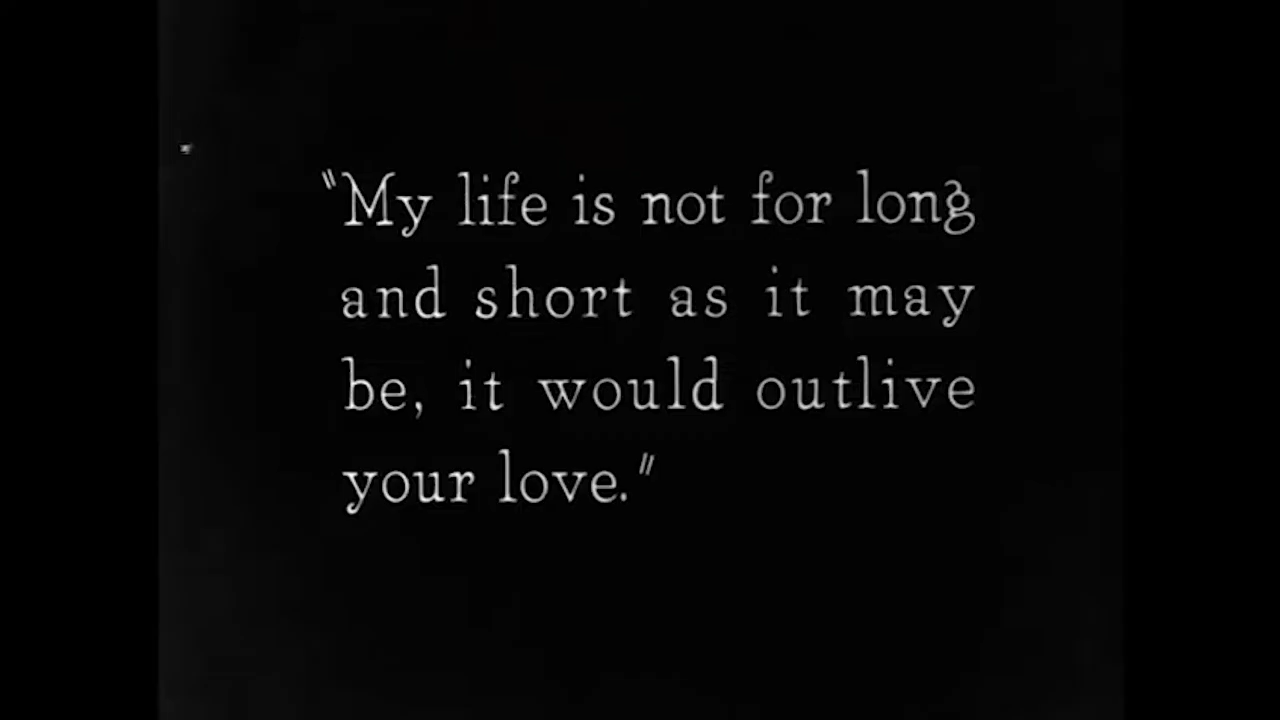 "My life is not for long
and short as it may
be, it would outlive
your love."